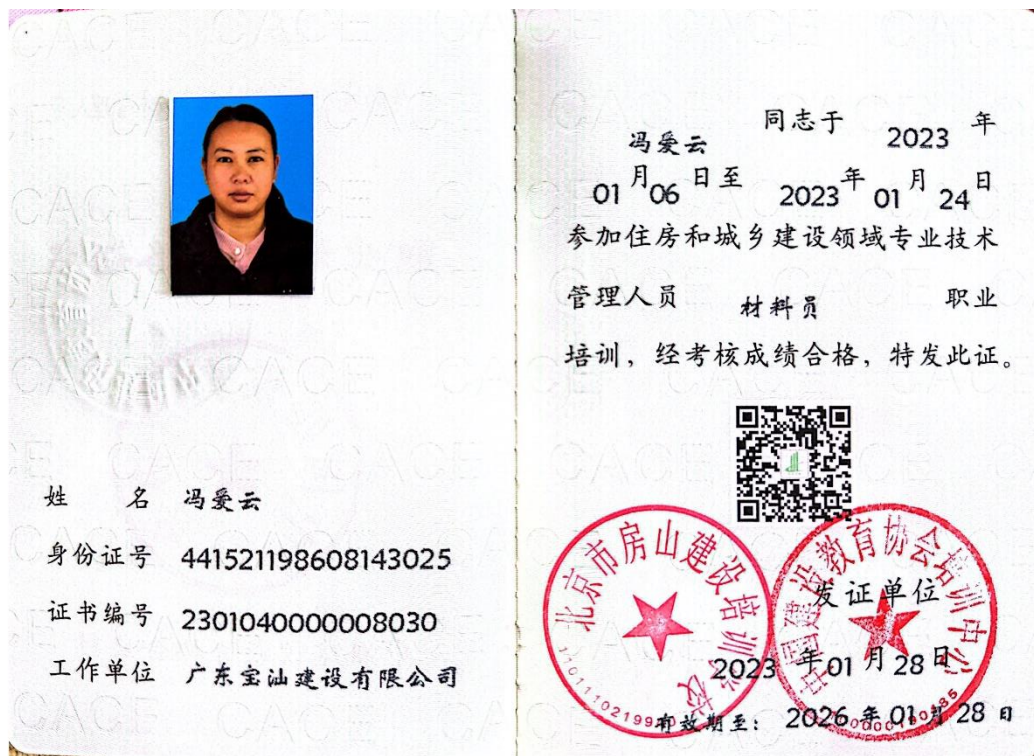 姓 名 冯爱云
身份证号 441521198608143025
证书编号 2301040000008030
工作单位 广东宝汕建设有限公司
冯爱云 同志于 2023 年
01 月 06 日至 2023 年 01 月 24 日
参加住房和城乡建设领域专业技术
管理人员 材料员 职业
培训，经考核成绩合格，特发此证。
北京市房山建设培训学校
中国建设教育协会培训中心
发证单位
2023 年 01 月 28 日
有效期至： 2026 年 01 月 28 日
CACE